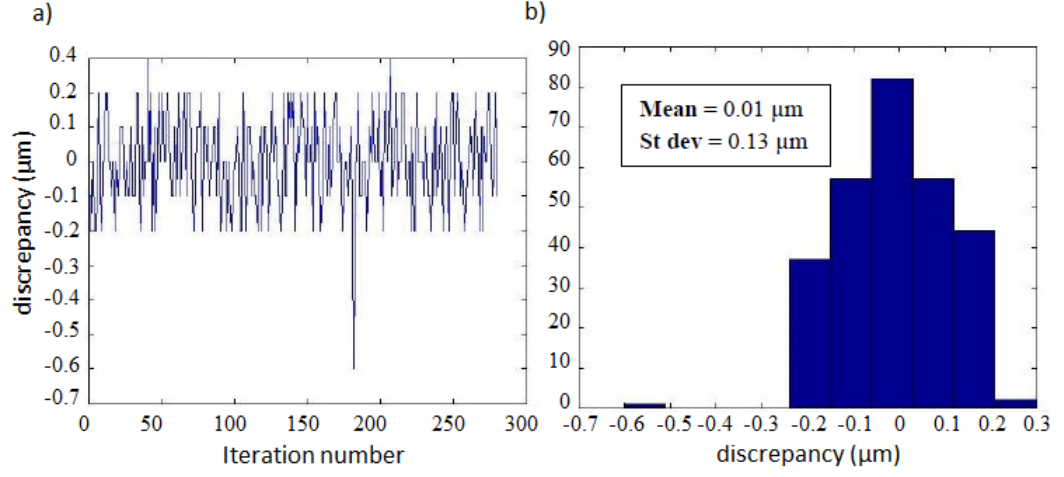 a)
discrepancy (μm)
0.4
0.2
0.1
0
-0.1
-0.2
-0.3
-0.4
-0.5
-0.6
-0.7
0 50 100 150 200 250 300
Iteration number
b)
90
80
70
60
50
40
30
20
10
0
Mean = 0.01 μm
St dev = 0.13 μm
-0.7 -0.6 -0.5 -0.4 -0.3 -0.2 -0.1 0 0.1 0.2 0.3
discrepancy (μm)